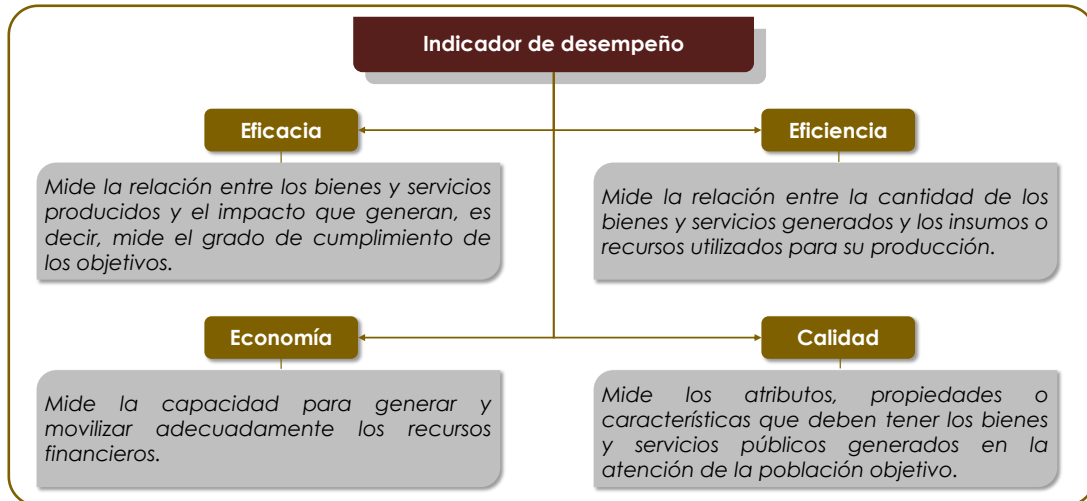 Indicador de desempeño
Eficacia
Mide la relación entre los bienes y servicios
producidos y el impacto que generan, es
decir, mide el grado de cumplimiento de
los objetivos.
Eficiencia
Mide la relación entre la cantidad de los
bienes y servicios generados y los insumos o
recursos utilizados para su producción.
Economía
Mide la capacidad para generar y
movilizar adecuadamente los recursos
financieros.
Calidad
Mide los atributos, propiedades o
características que deben tener los bienes
y servicios públicos generados en la
atención de la población objetivo.